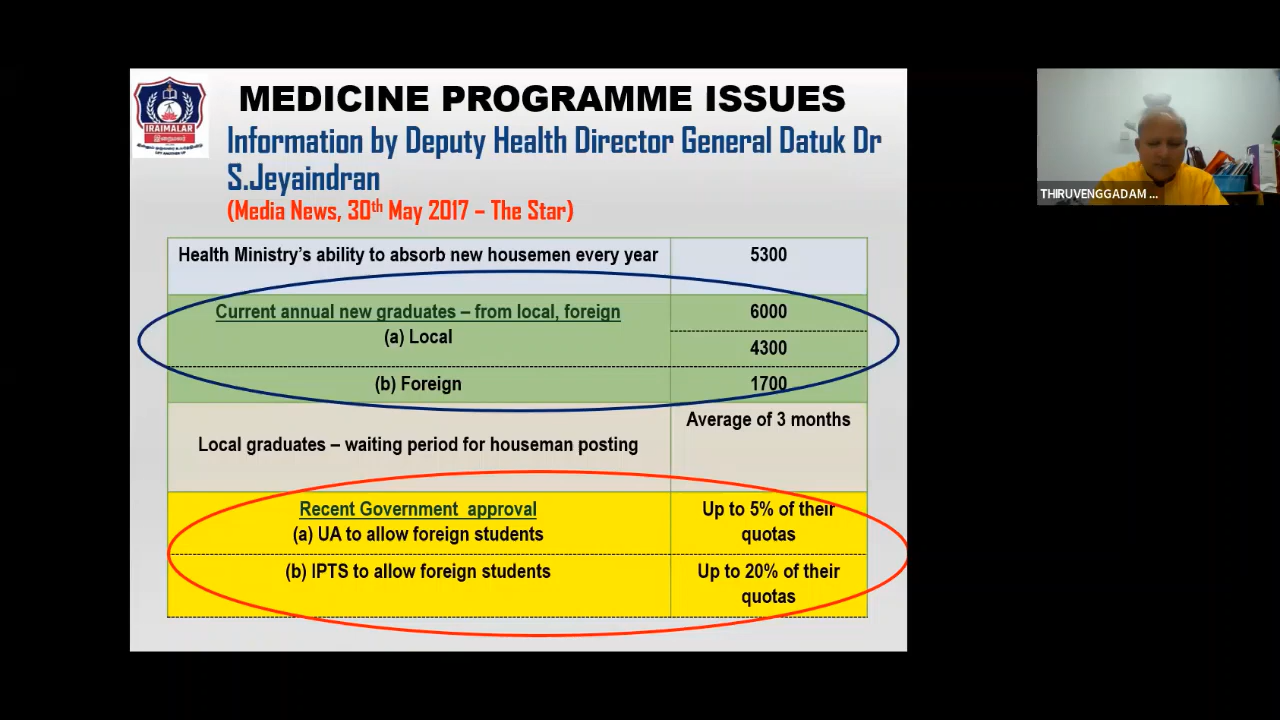 MEDICINE PROGRAMME ISSUES
Information by Deputy Health Director General Datuk Dr
S.Jeyaindran
(Media News, 30th May 2017 – The Star)
IRAIMALAR
இறைமலர்
Health Ministry's ability to absorb new housemen every year 5300
Current annual new graduates – from local, foreign 6000
(a) Local 4300
(b) Foreign 1700
Local graduates – waiting period for houseman posting
Average of 3 months
Recent Government approval
(a) UA to allow foreign students
Up to 5% of their
quotas
(b) IPTS to allow foreign students
Up to 20% of their
quotas
THIRUVENGGADAM ...